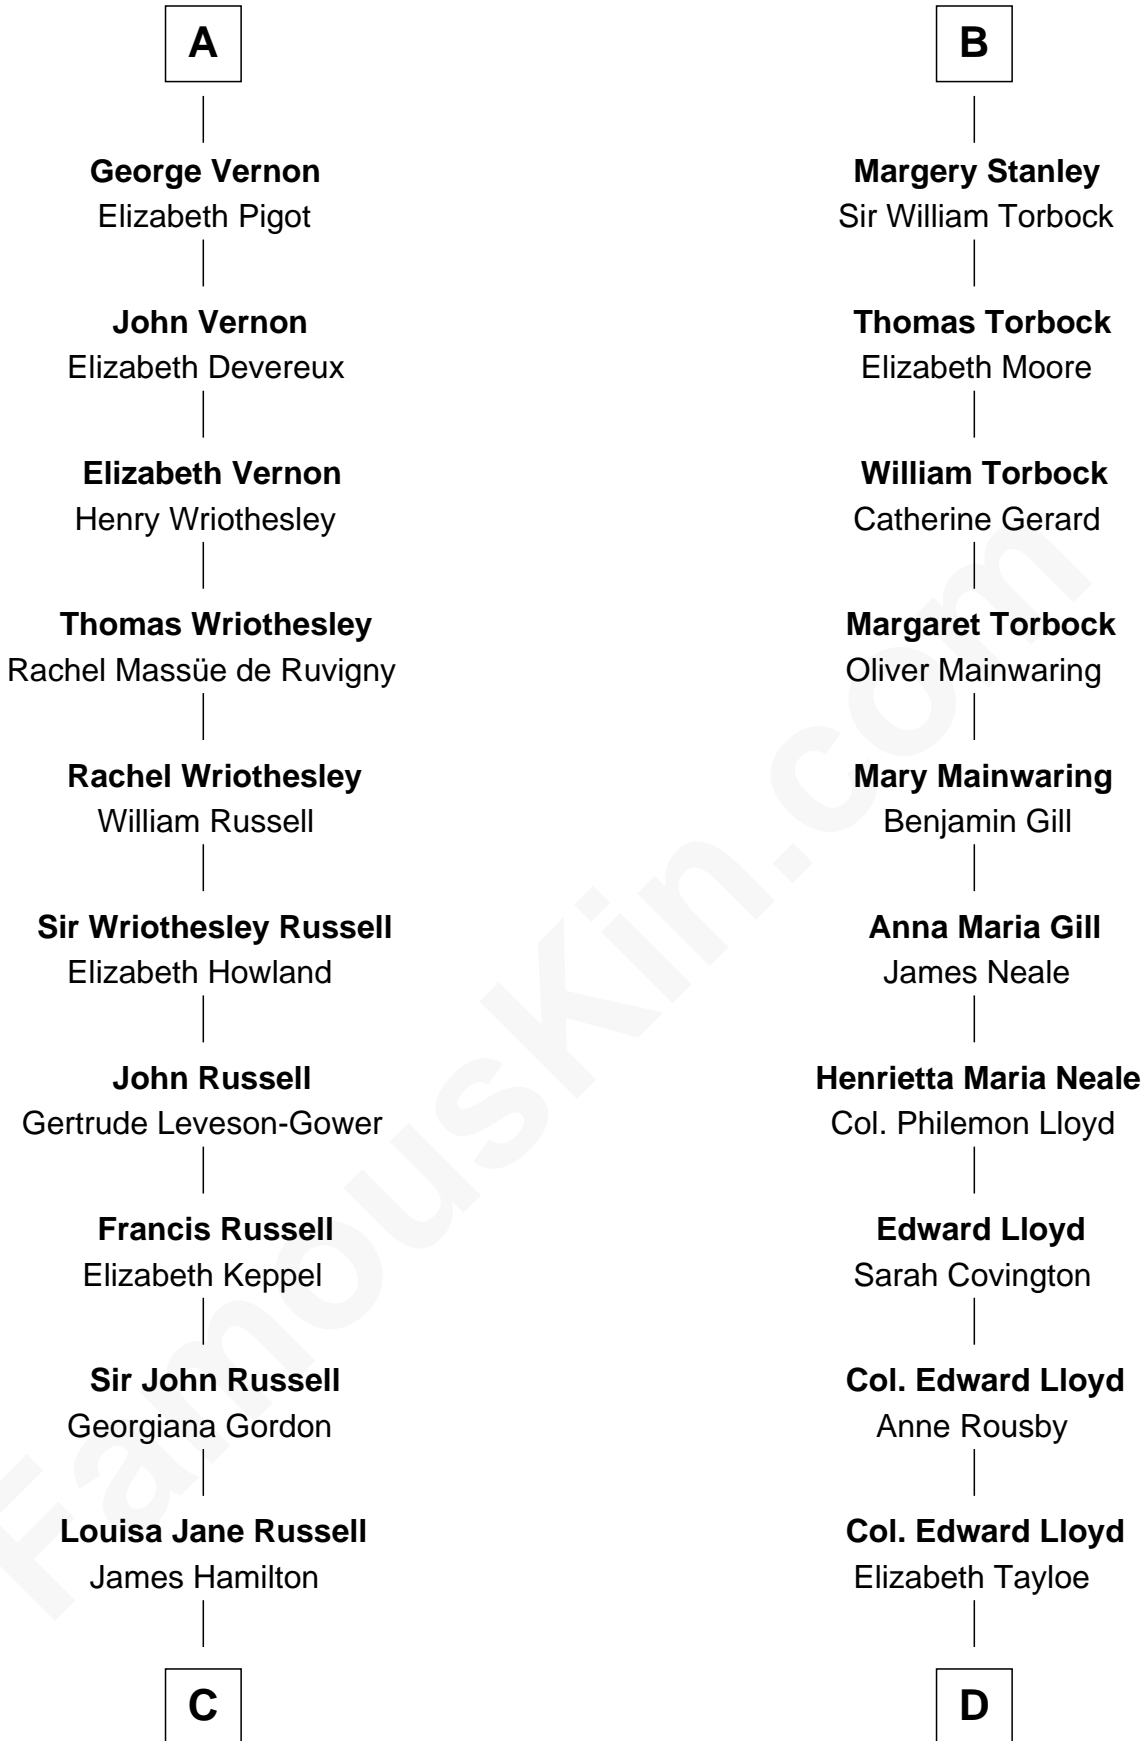 A
George Vernon
Elizabeth Pigot
John Vernon
Elizabeth Devereux
Elizabeth Vernon
Henry Wriothesley
Thomas Wriothesley
Rachel Massüe de Ruvigny
Rachel Wriothesley
William Russell
Sir Wriothesley Russell
Elizabeth Howland
John Russell
Gertrude Leveson-Gower
Francis Russell
Elizabeth Keppel
Sir John Russell
Georgiana Gordon
Louisa Jane Russell
James Hamilton
C
B
Margery Stanley
Sir William Torbock
Thomas Torbock
Elizabeth Moore
William Torbock
Catherine Gerard
Margaret Torbock
Oliver Mainwaring
Mary Mainwaring
Benjamin Gill
Anna Maria Gill
James Neale
Henrietta Maria Neale
Col. Philemon Lloyd
Edward Lloyd
Sarah Covington
Col. Edward Lloyd
Anne Rousby
Col. Edward Lloyd
Elizabeth Tayloe
D
FamousKin.com